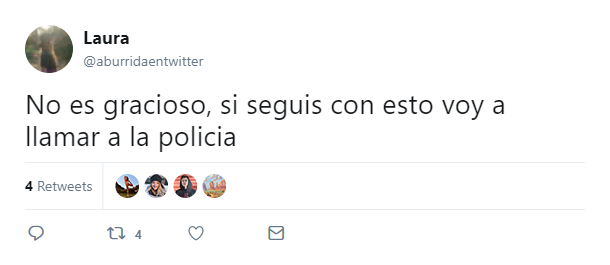 Laura
@aburridaentwitter
No es gracioso, si seguis con esto voy a
llamar a la policia
4 Retweets
4